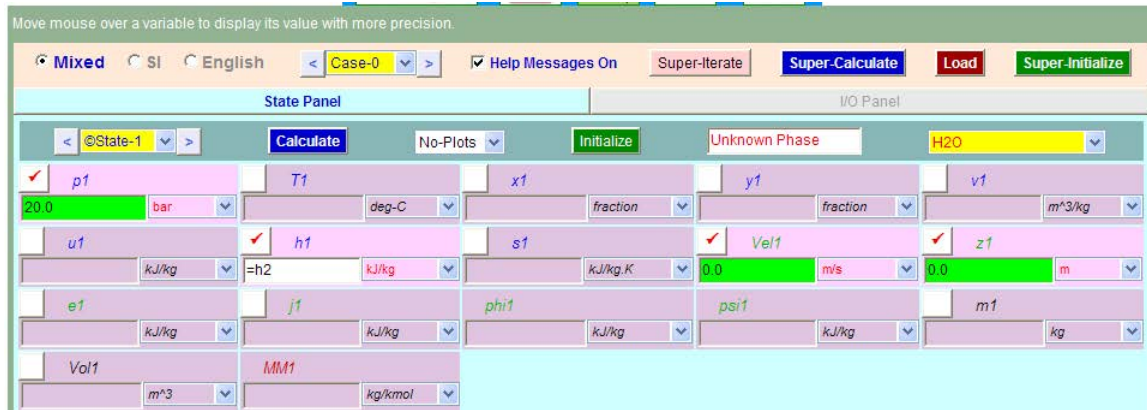 Move mouse over a variable to display its value with more precision.
Mixed SI English < Case-0 > Help Messages On Super-Iterate Super-Calculate Load Super-Initialize
State Panel I/O Panel
< ©State-1 > Calculate No-Plots Initialize Unknown Phase H2O
p1 T1 x1 y1 v1
20.0 bar deg-C fraction fraction m^3/kg
u1 h1 s1 Vel1 z1
kJ/kg =h2 kJ/kg kJ/kg.K 0.0 m/s 0.0 m
e1 j1 phi1 psi1 m1
kJ/kg kJ/kg kJ/kg kJ/kg kg
Vol1 MM1
m^3 kg/kmol